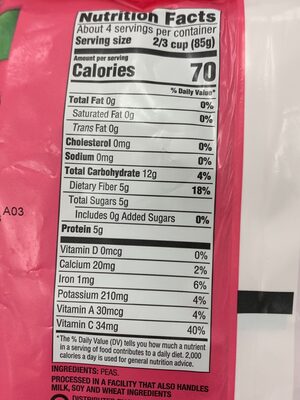 Nutrition Facts
About 4 servings per container
Serving size 2/3 cup (85g)
Amount per serving
Calories 70
% Daily Value*
Total Fat 0g 0%
Saturated Fat 0g 0%
Trans Fat 0g
Cholesterol 0mg 0%
Sodium 0mg 0%
Total Carbohydrate 12g 4%
Dietary Fiber 5g 18%
Total Sugars 5g
Includes 0g Added Sugars 0%
Protein 5g
Vitamin D 0mcg 0%
Calcium 20mg 2%
Iron 1mg 6%
Potassium 210mg 4%
Vitamin A 30mcg 4%
Vitamin C 34mg 40%
*The % Daily Value (DV) tells you how much a nutrient
in a serving of food contributes to a daily diet. 2,000
calories a day is used for general nutrition advice.
A03
INGREDIENTS: PEAS.
PROCESSED IN A FACILITY THAT ALSO HANDLES
MILK, SOY AND WHEAT INGREDIENTS